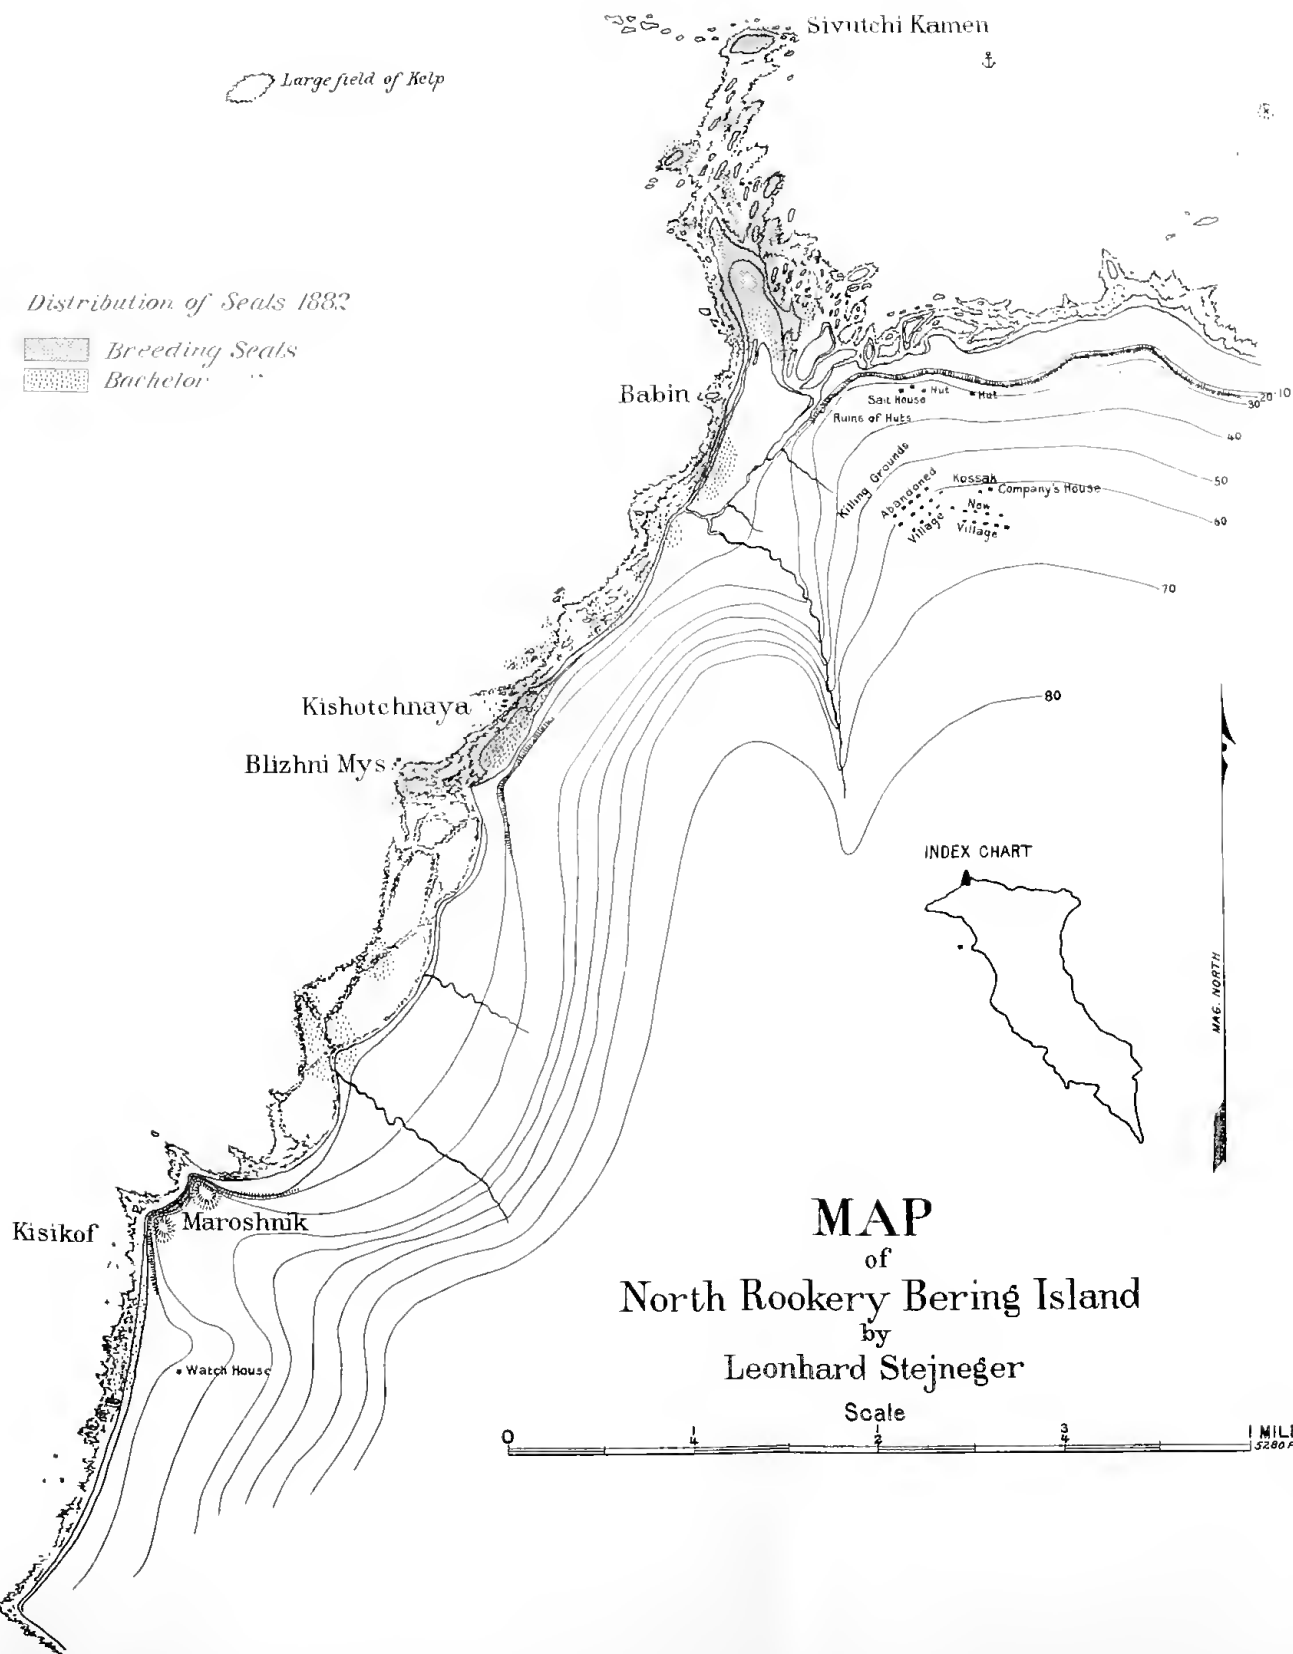 Sivutchi Kamen
Large field of Kelp
Distribution of Seals 1882
Breeding Seals
Bachelor "
Babin
Salt House
Hut
Hut
Ruins of Huts
30 20 10
40
50
60
70
80
Killing Grounds
Abandoned
Village
Kossak
Company's House
New
Village
Kishotchnaya
Blizhni Mys
INDEX CHART
MAG. NORTH
Maroshnik
Kisikof
Watch House
MAP
of
North Rookery Bering Island
by
Leonhard Stejneger
Scale
0 1/4 1/2 3/4 1 MILE
5280 F